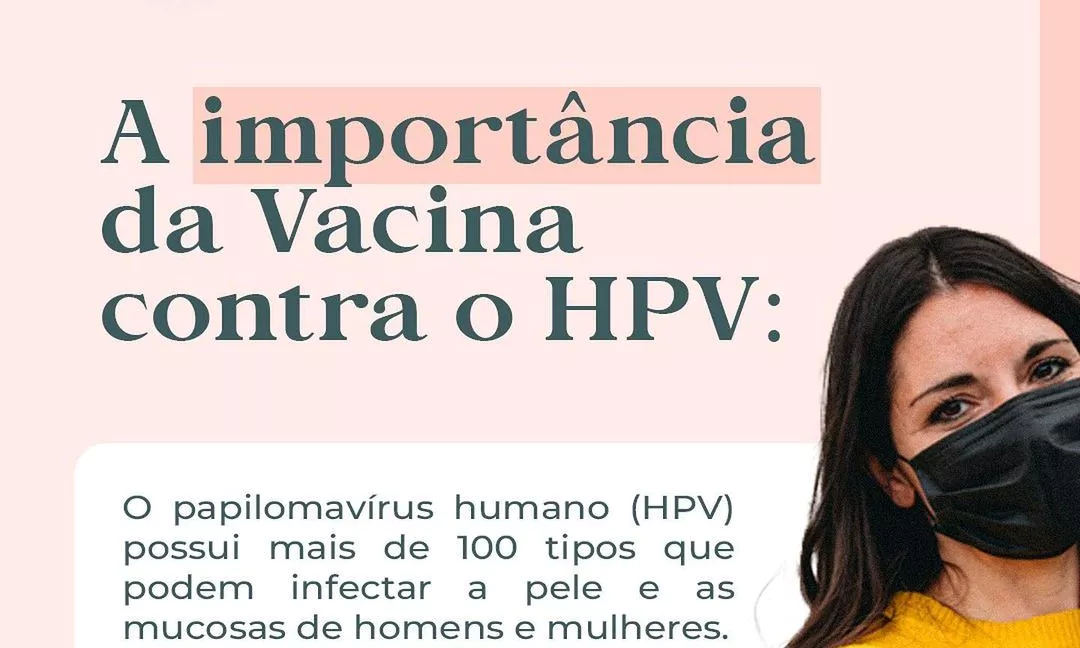 A importância
da Vacina
contra o HPV:
O papilomavírus humano (HPV)
possui mais de 100 tipos que
podem infectar a pele e as
mucosas de homens e mulheres.